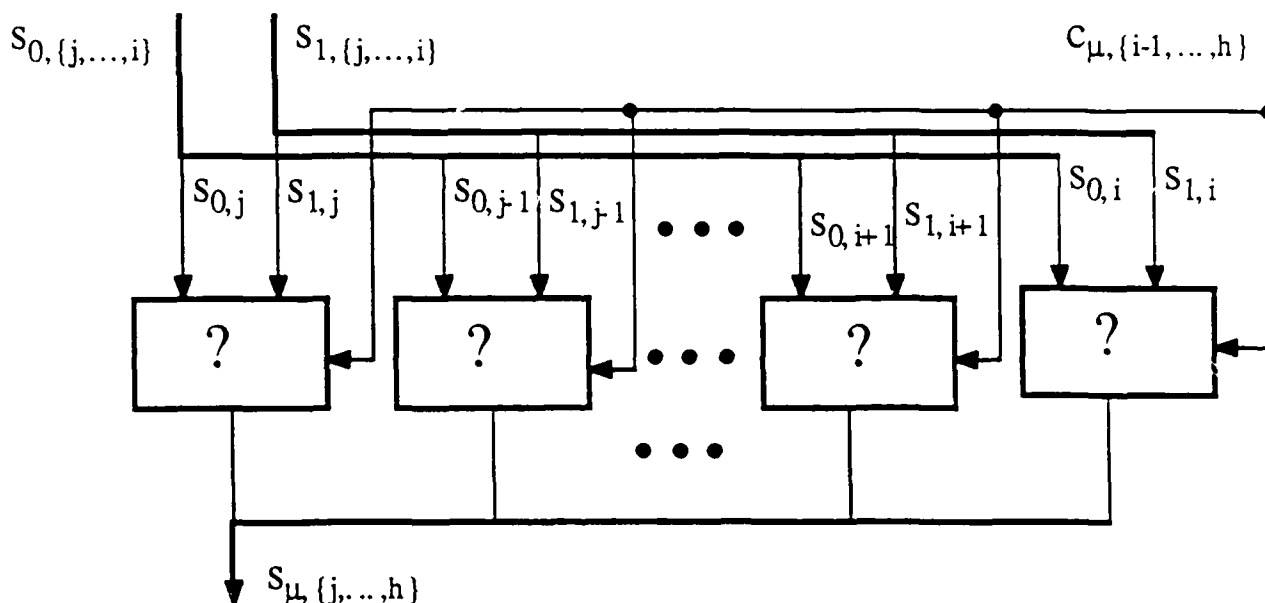 S0,{j,...,i} S1,{j,...,i} Cμ,{i-1,...,h}
S0,j S1,j S0,j-1 S1,j-1 S0,i+1 S1,i+1 S0,i S1,i
? ? ? ?
Sμ,{j,...,h}